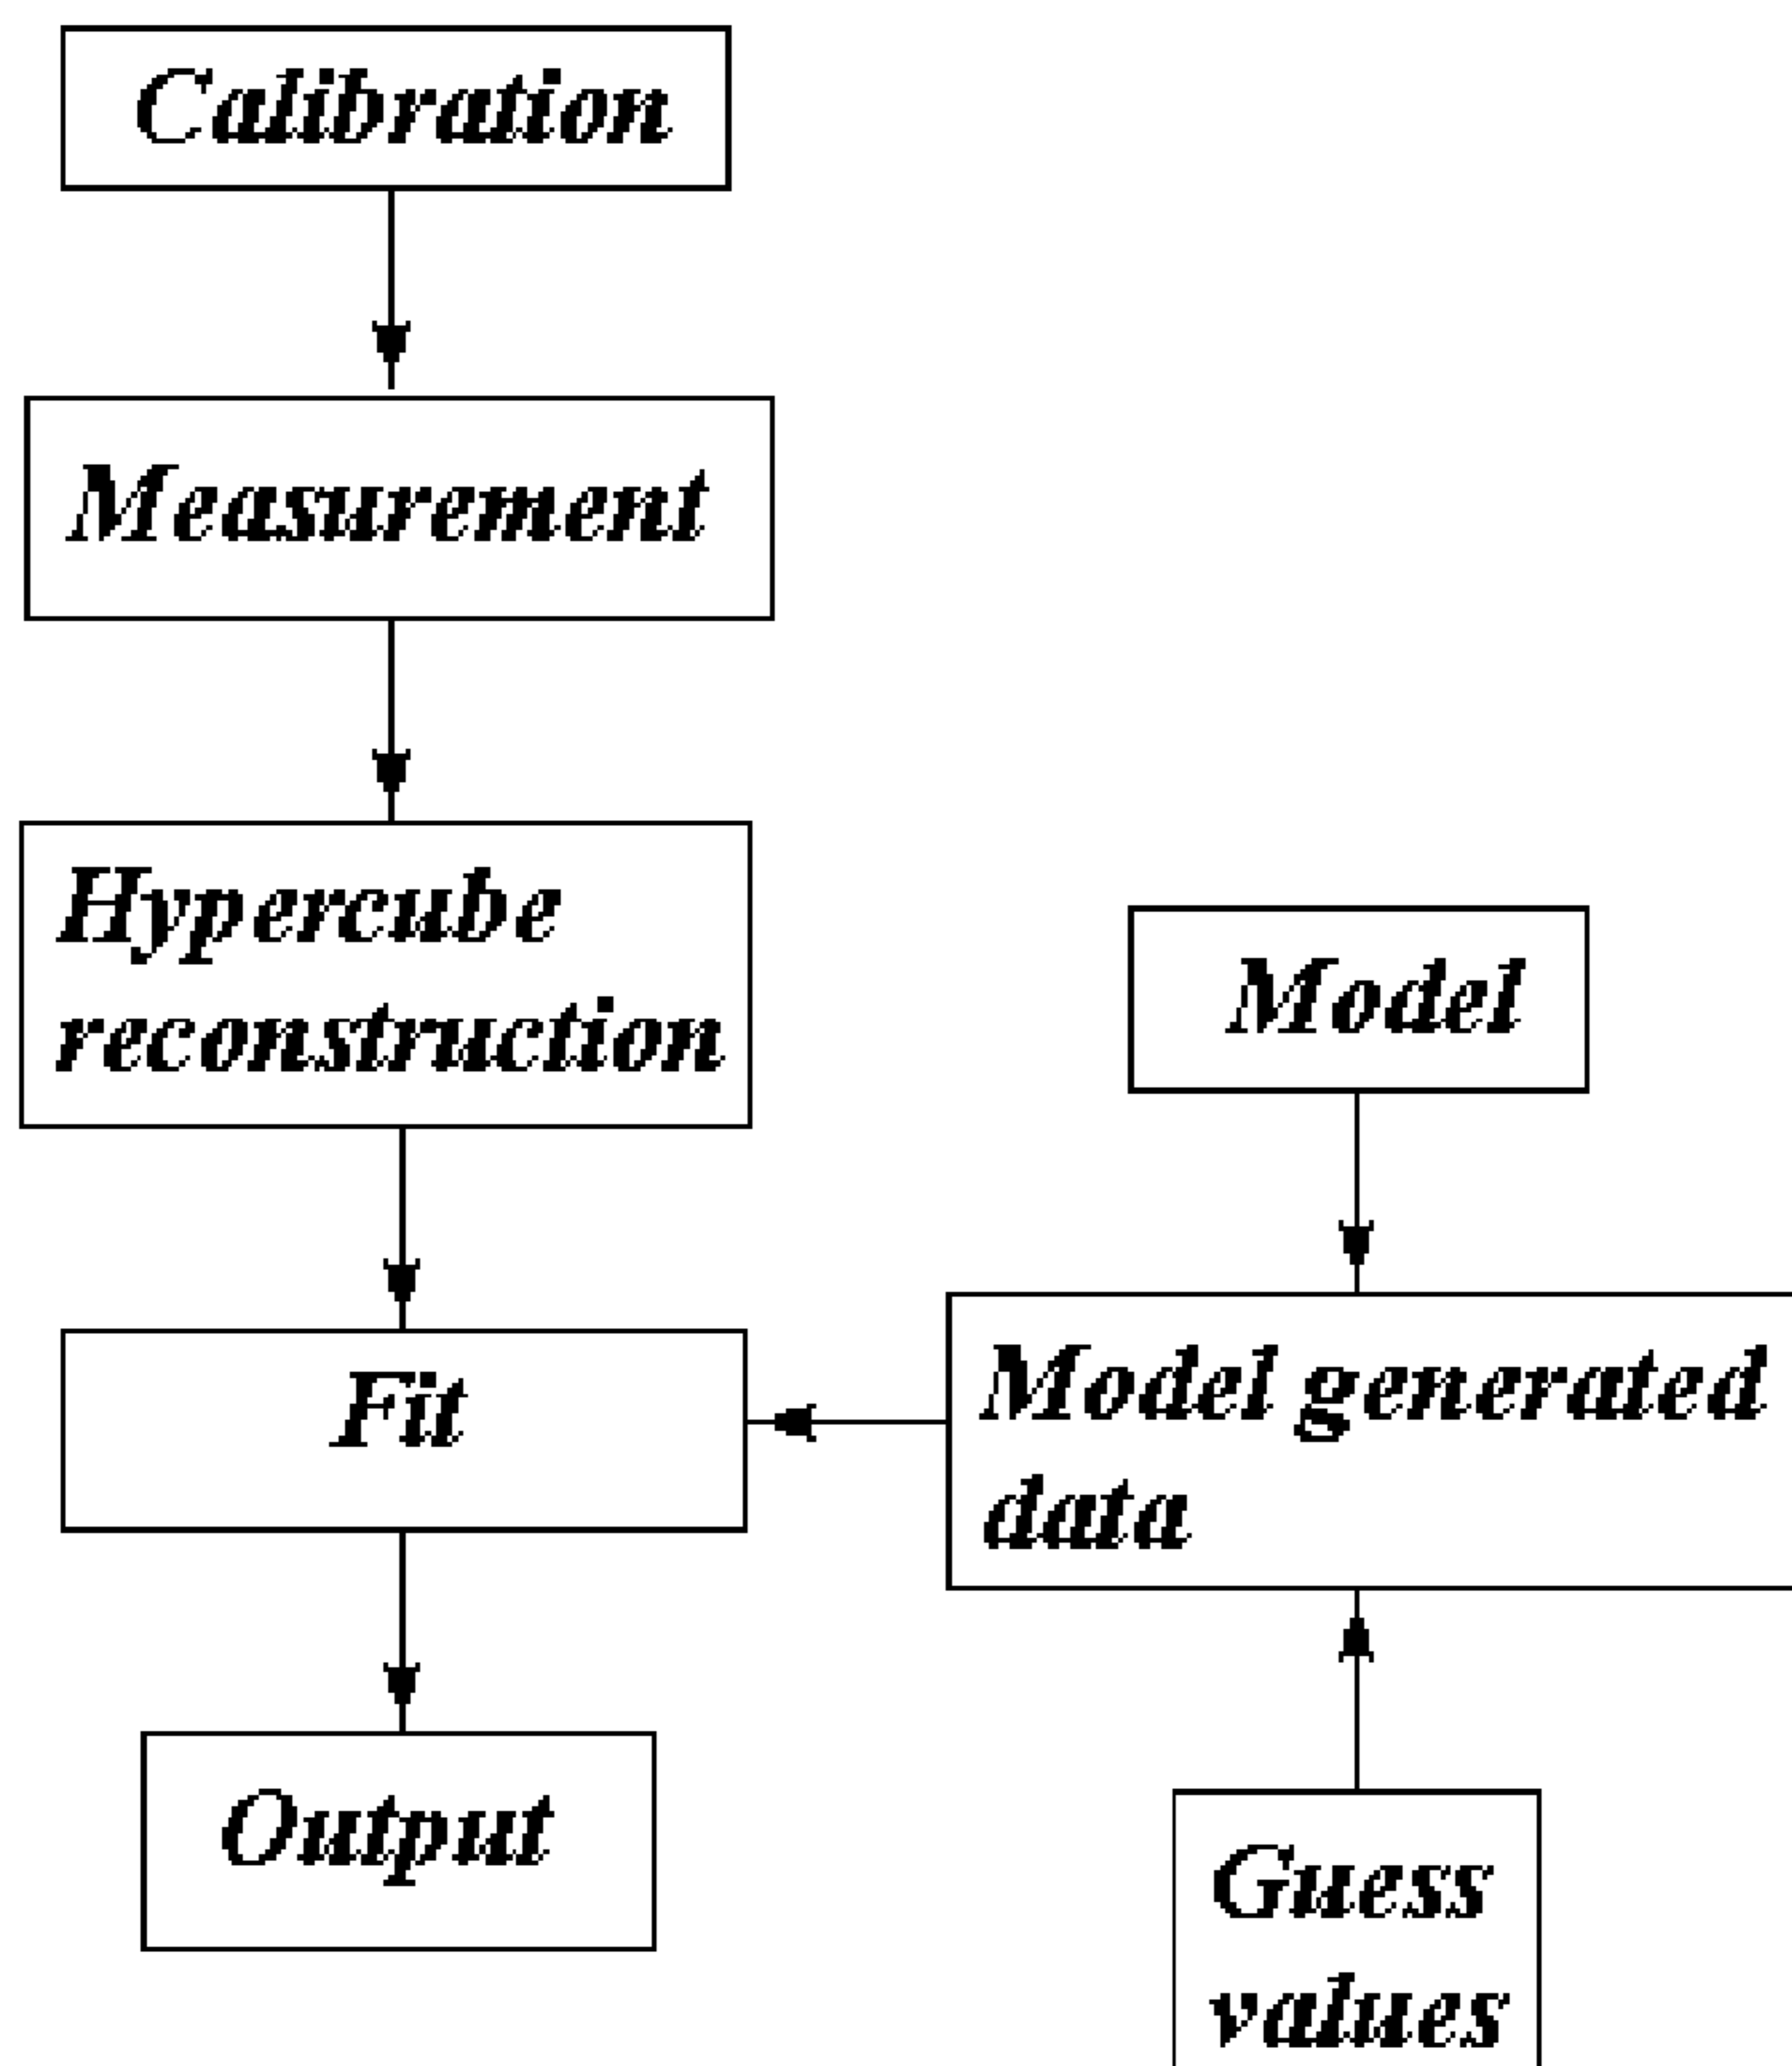 Calibration
Measurement
Hypercube
reconstruction
Model
Fit
Model generated
data
Output
Guess
values